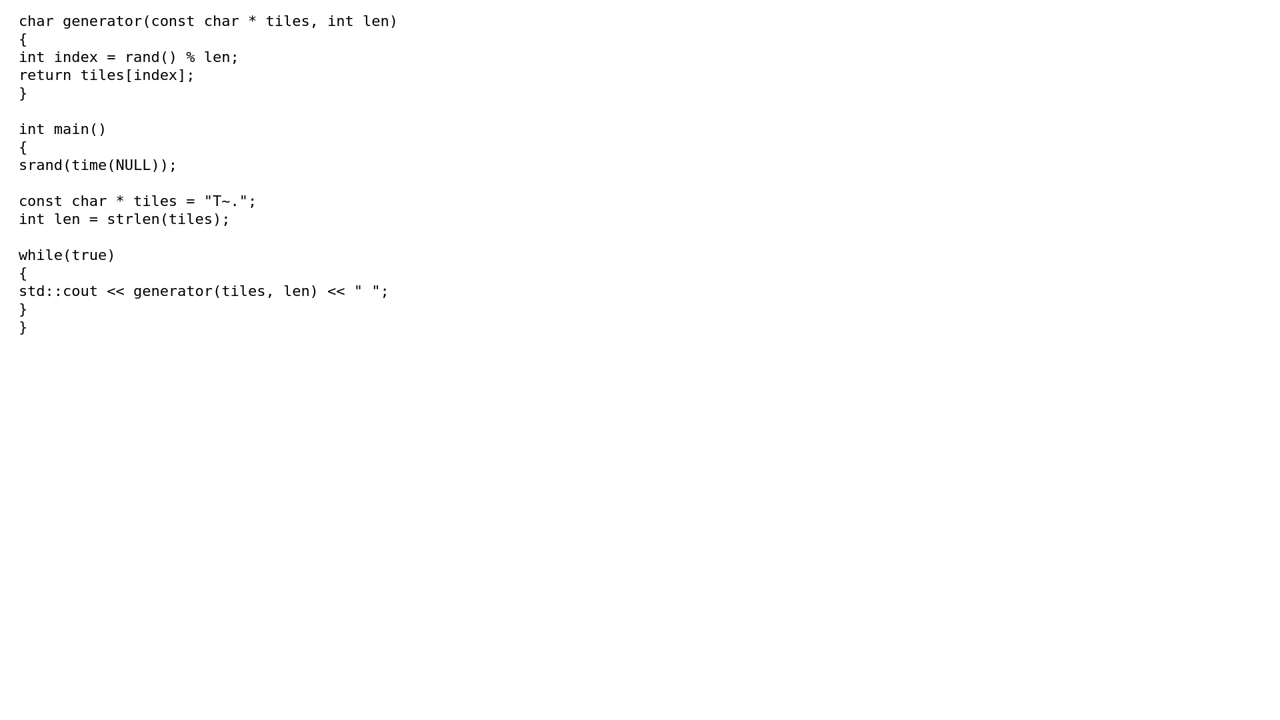 char generator(const char * tiles, int len)
{
int index = rand() % len;
return tiles[index];
}

int main()
{
srand(time(NULL));

const char * tiles = "T~.";
int len = strlen(tiles);

while(true)
{
std::cout << generator(tiles, len) << " ";
}
}